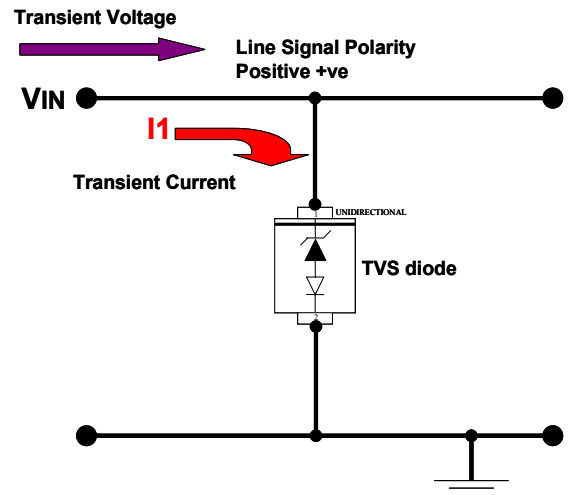 Transient Voltage
Line Signal Polarity
Positive +ve
VIN
I1
Transient Current
UNIDIRECTIONAL
TVS diode